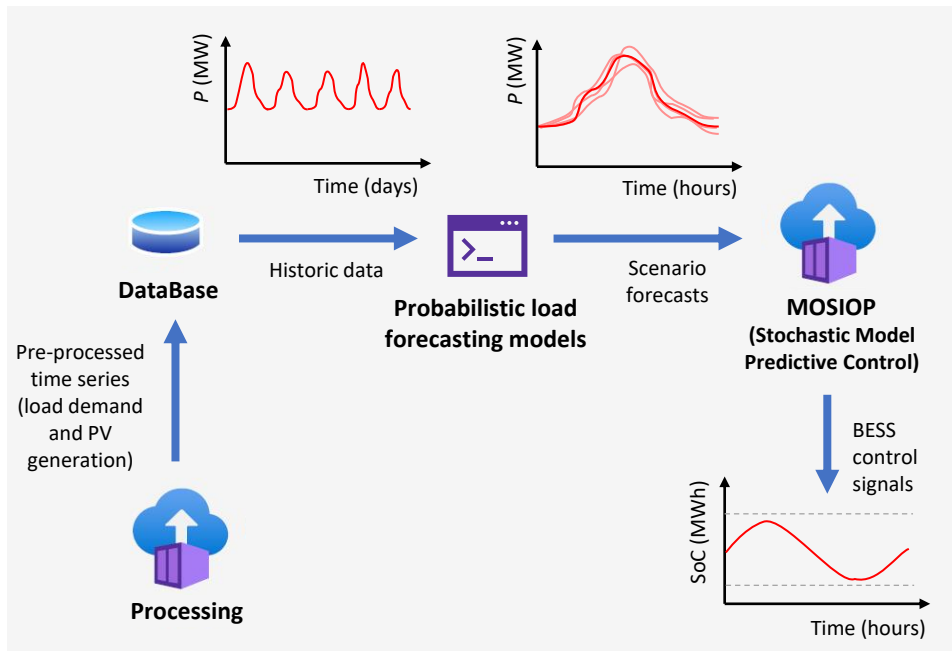 P (MW)
Time (days)
P (MW)
Time (hours)
DataBase
Historic data
Probabilistic load
forecasting models
Scenario
forecasts
MOSIOP
(Stochastic Model
Predictive Control)
Pre-processed
time series
(load demand
and PV
generation)
Processing
BESS
control
signals
SoC (MWh)
Time (hours)